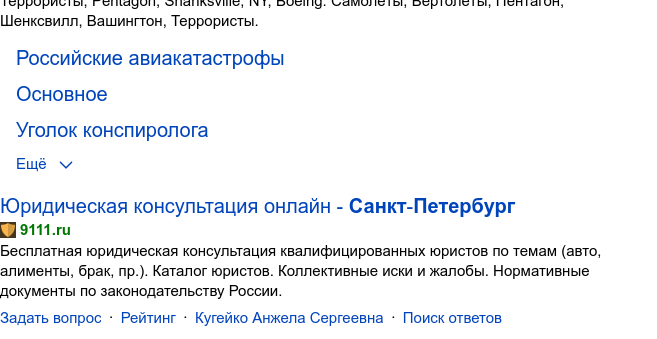 Террористы, Pentagon, Shanksville, NY, Boeing. Самолеты, Вертолеты, Пентагон,
Шенксвилл, Вашингтон, Террористы.
Российские авиакатастрофы
Основное
Уголок конспиролога
Ещё
Юридическая консультация онлайн - Санкт-Петербург
9111.ru
Бесплатная юридическая консультация квалифицированных юристов по темам (авто,
алименты, брак, пр.). Каталог юристов. Коллективные иски и жалобы. Нормативные
документы по законодательству России.
Задать вопрос · Рейтинг · Кугейко Анжела Сергеевна · Поиск ответов